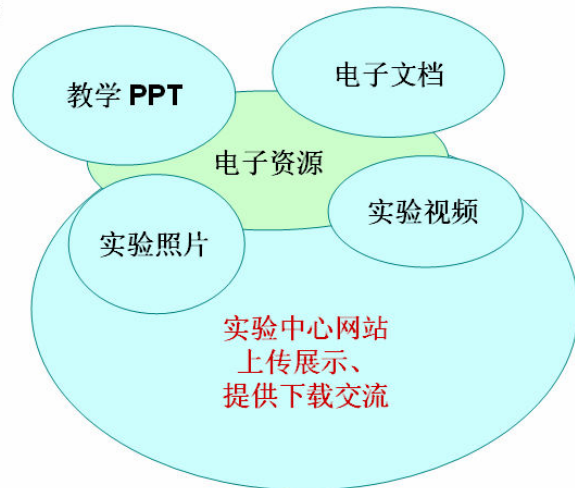 教学 PPT
电子文档
电子资源
实验照片
实验视频
实验中心网站
上传展示、
提供下载交流